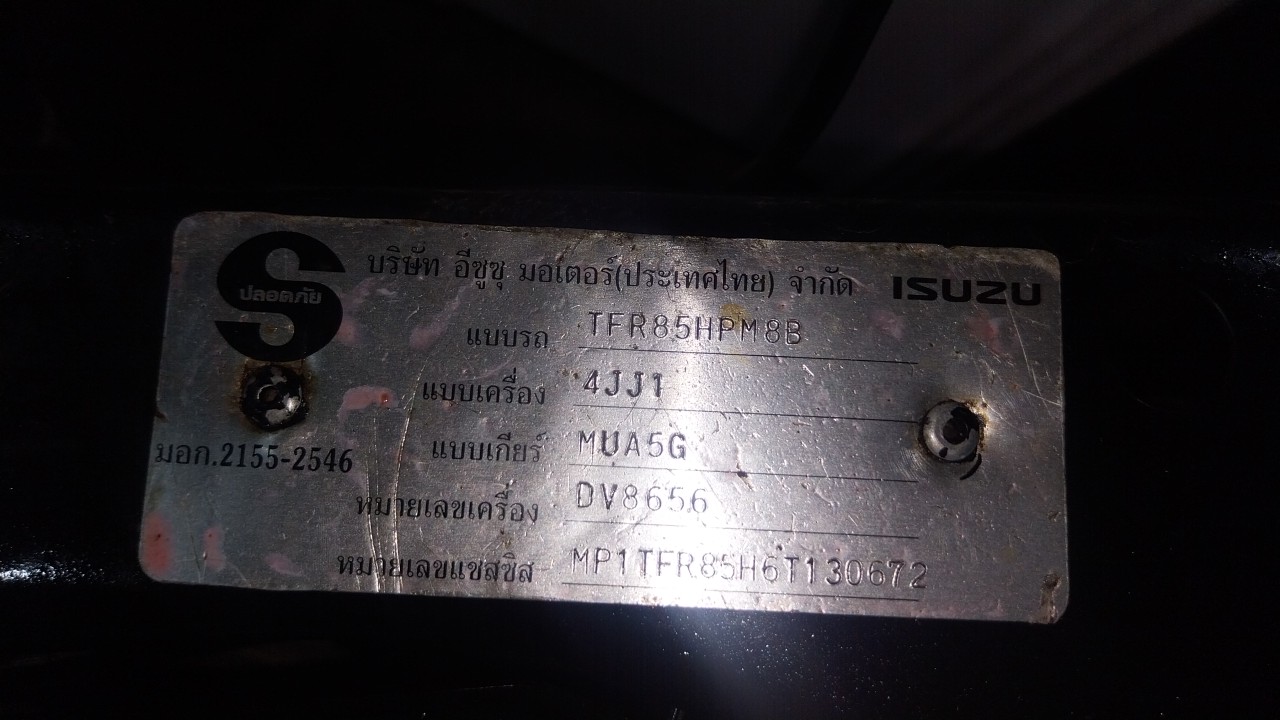 บริษัท อีซูซุ มอเตอร์(ประเทศไทย) จำกัด ISUZU
ปลอดภัย
แบบรถ TFR85HPM8B
แบบเครื่อง 4JJ1
แบบเกียร์ MUA5G
มอก.2155-2546
หมายเลขเครื่อง DV8656
หมายเลขแชสซิส MP1TFR85H6T130672